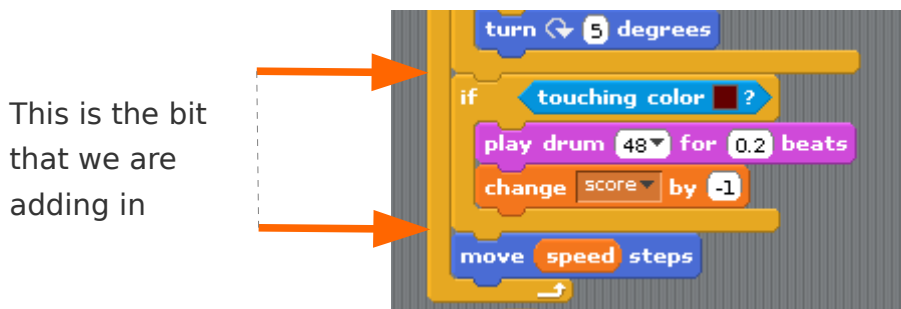 This is the bit
that we are
adding in
turn 5 degrees
if touching color ?
play drum 48 for 0.2 beats
change score by -1
move speed steps